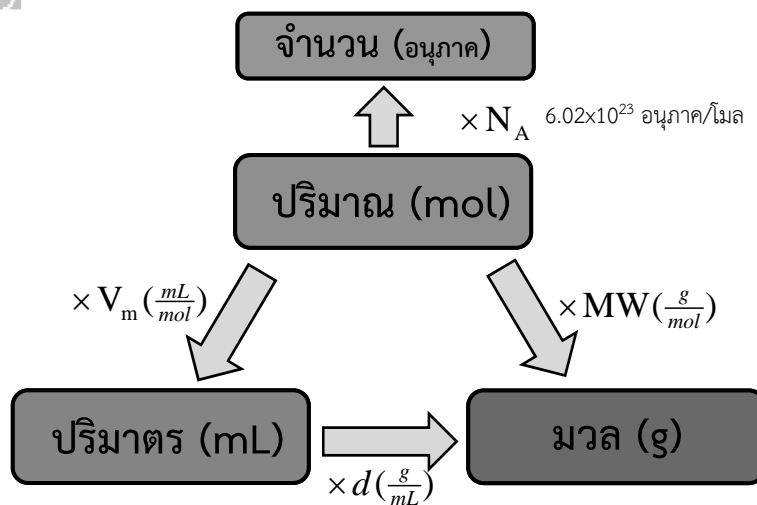 จำนวน (อนุภาค)
× N_A 6.02x10²³ อนุภาค/โมล
ปริมาณ (mol)
× V_m (mL/mol)
× MW (g/mol)
ปริมาตร (mL)
มวล (g)
× d (g/mL)